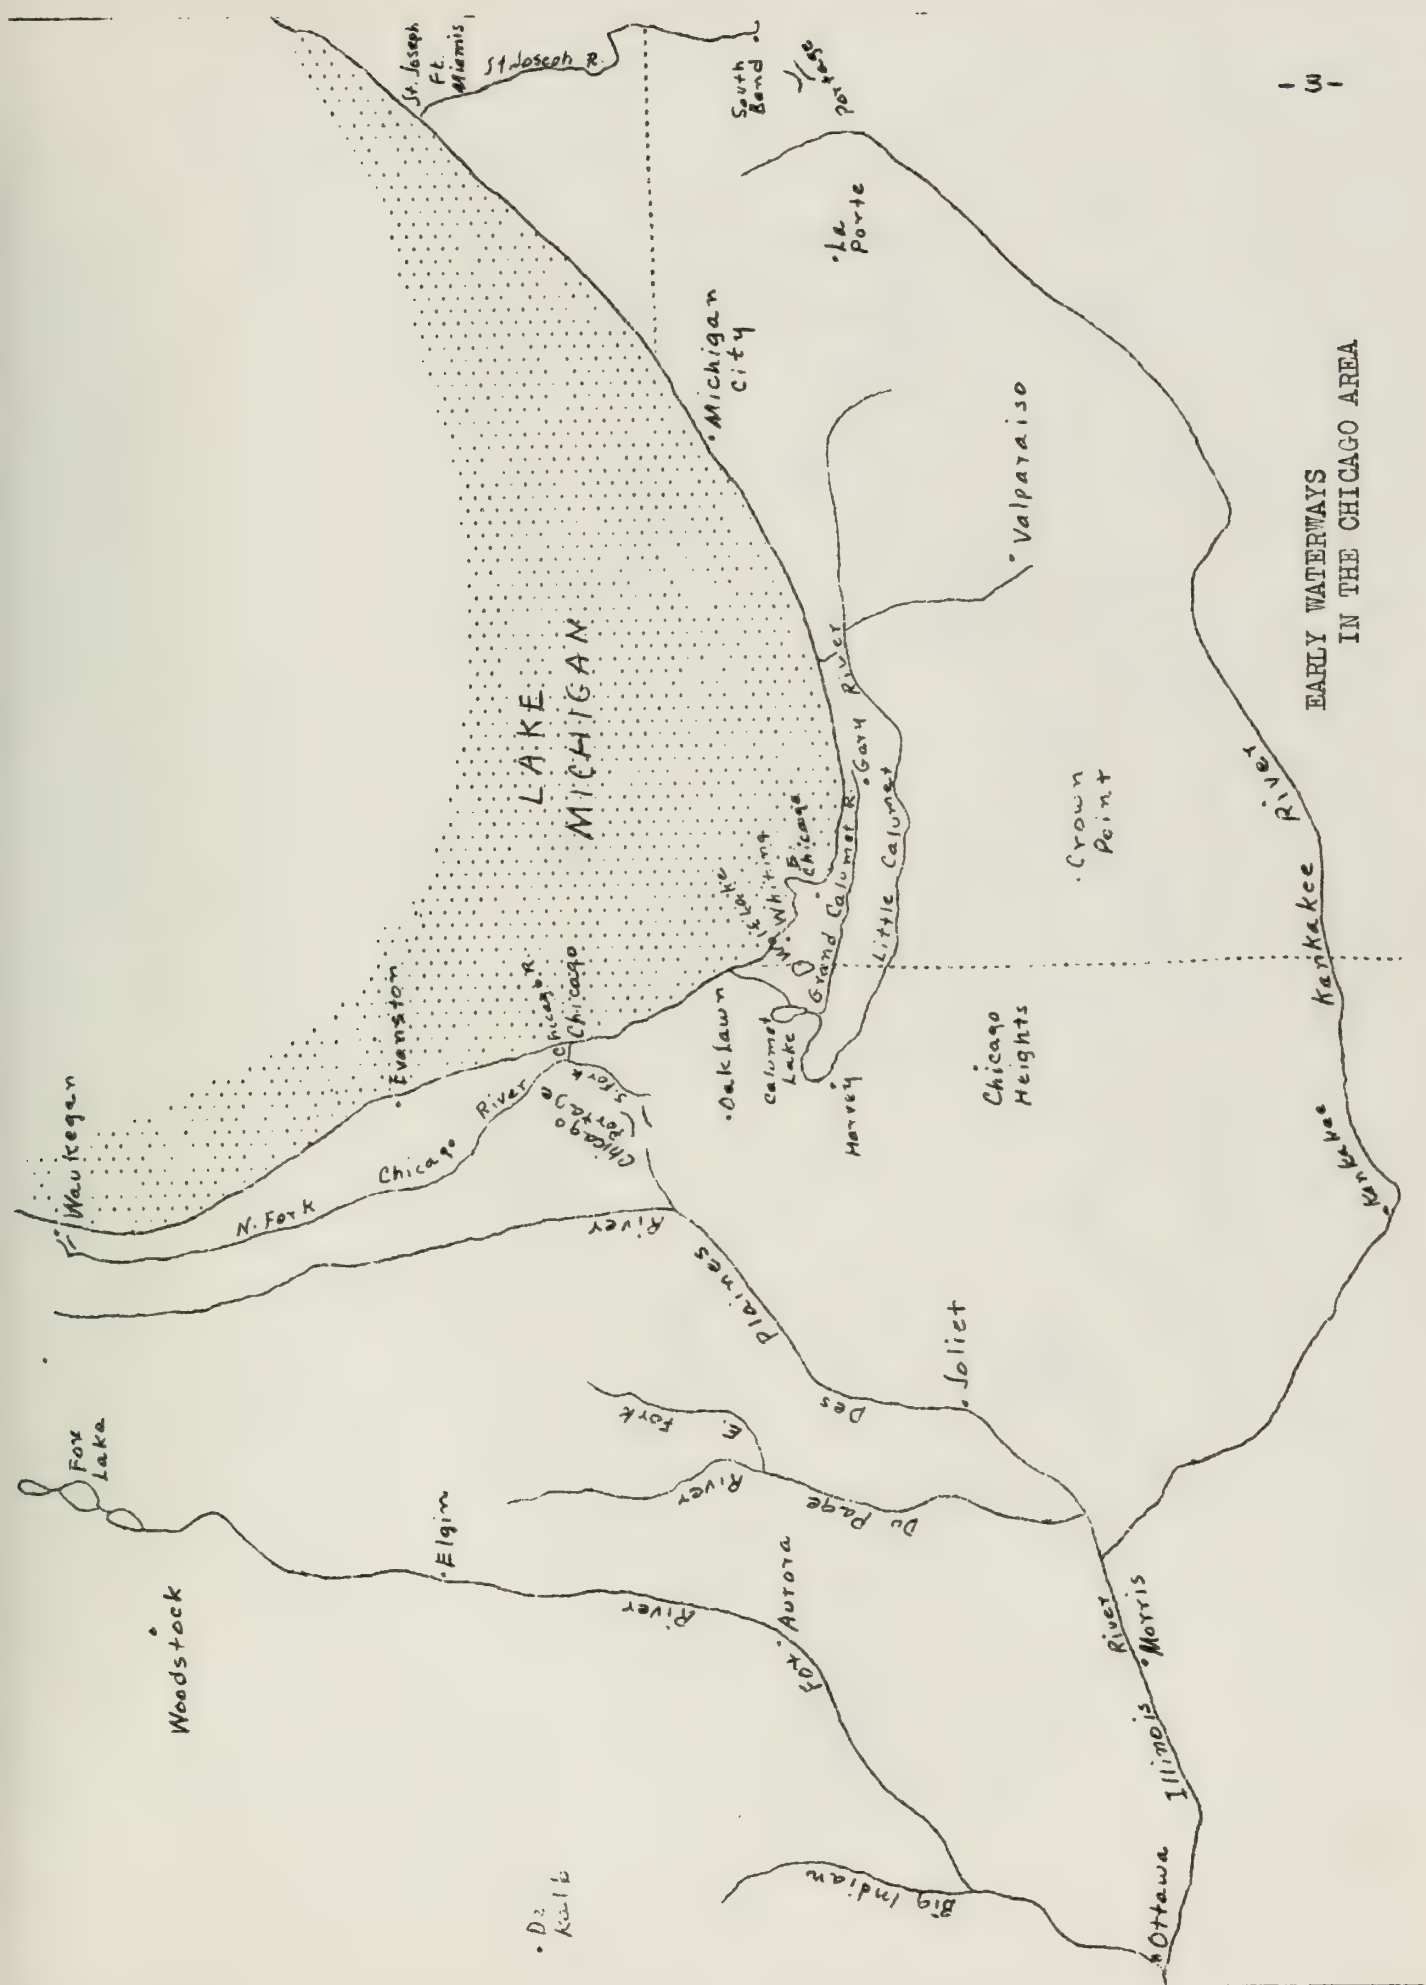 - 3 -
Waukegan
Fox
Lake
Woodstock
St. Joseph
Ft.
Miamis
St Joseph R.
Evanston
N. Fork
Chicago
River
Elgin
LAKE
MICHIGAN
Chicago R.
Chicago
S. Fork
Chicago
Portage
River
Plaines
Des
River
E.
Fork
River
Du Page
De
Kalb
South
Bend
Portage
Michigan
City
La
Porte
Oak Lawn
Calumet
Lake
Whiting
E.
Chicago
Grand Calumet R.
Gary
River
Little Calumet
Harvey
Aurora
Fox
Joliet
Chicago
Heights
Crown
Point
Valparaiso
Big Indian
River
Illinois
Morris
Ottawa
Kankakee
Kankakee
River
EARLY WATERWAYS
IN THE CHICAGO AREA